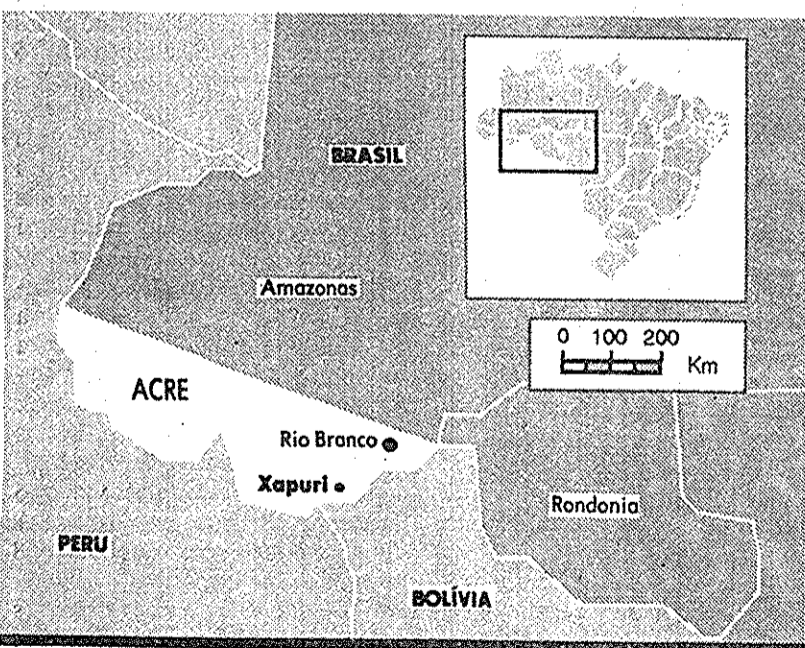 BRASIL
Amazonas
0 100 200
Km
ACRE
Rio Branco
Xapuri
Rondonia
PERU
BOLÍVIA